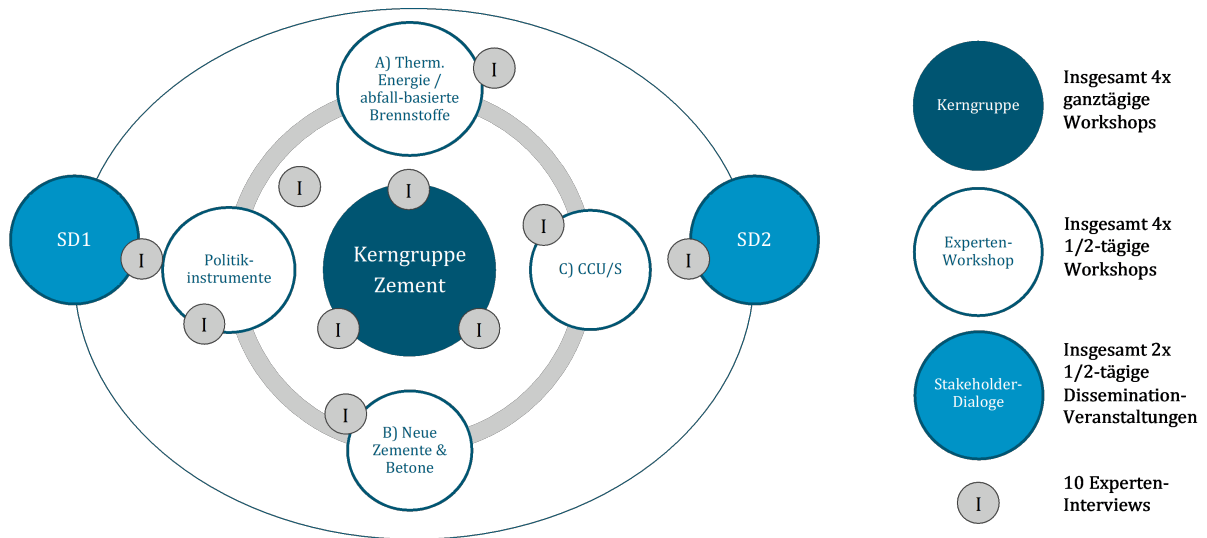 A) Therm.
Energie /
abfall-basierte
Brennstoffe
I
I
I
SD1
I
Politik-
instrumente
I
Kerngruppe
Zement
I
I
I
C) CCU/S
I
SD2
I
B) Neue
Zemente &
Betone
Kerngruppe
Insgesamt 4x
ganztägige
Workshops
Experten-
Workshop
Insgesamt 4x
1/2-tägige
Workshops
Stakeholder-
Dialoge
Insgesamt 2x
1/2-tägige
Dissemination-
Veranstaltungen
I
10 Experten-
Interviews